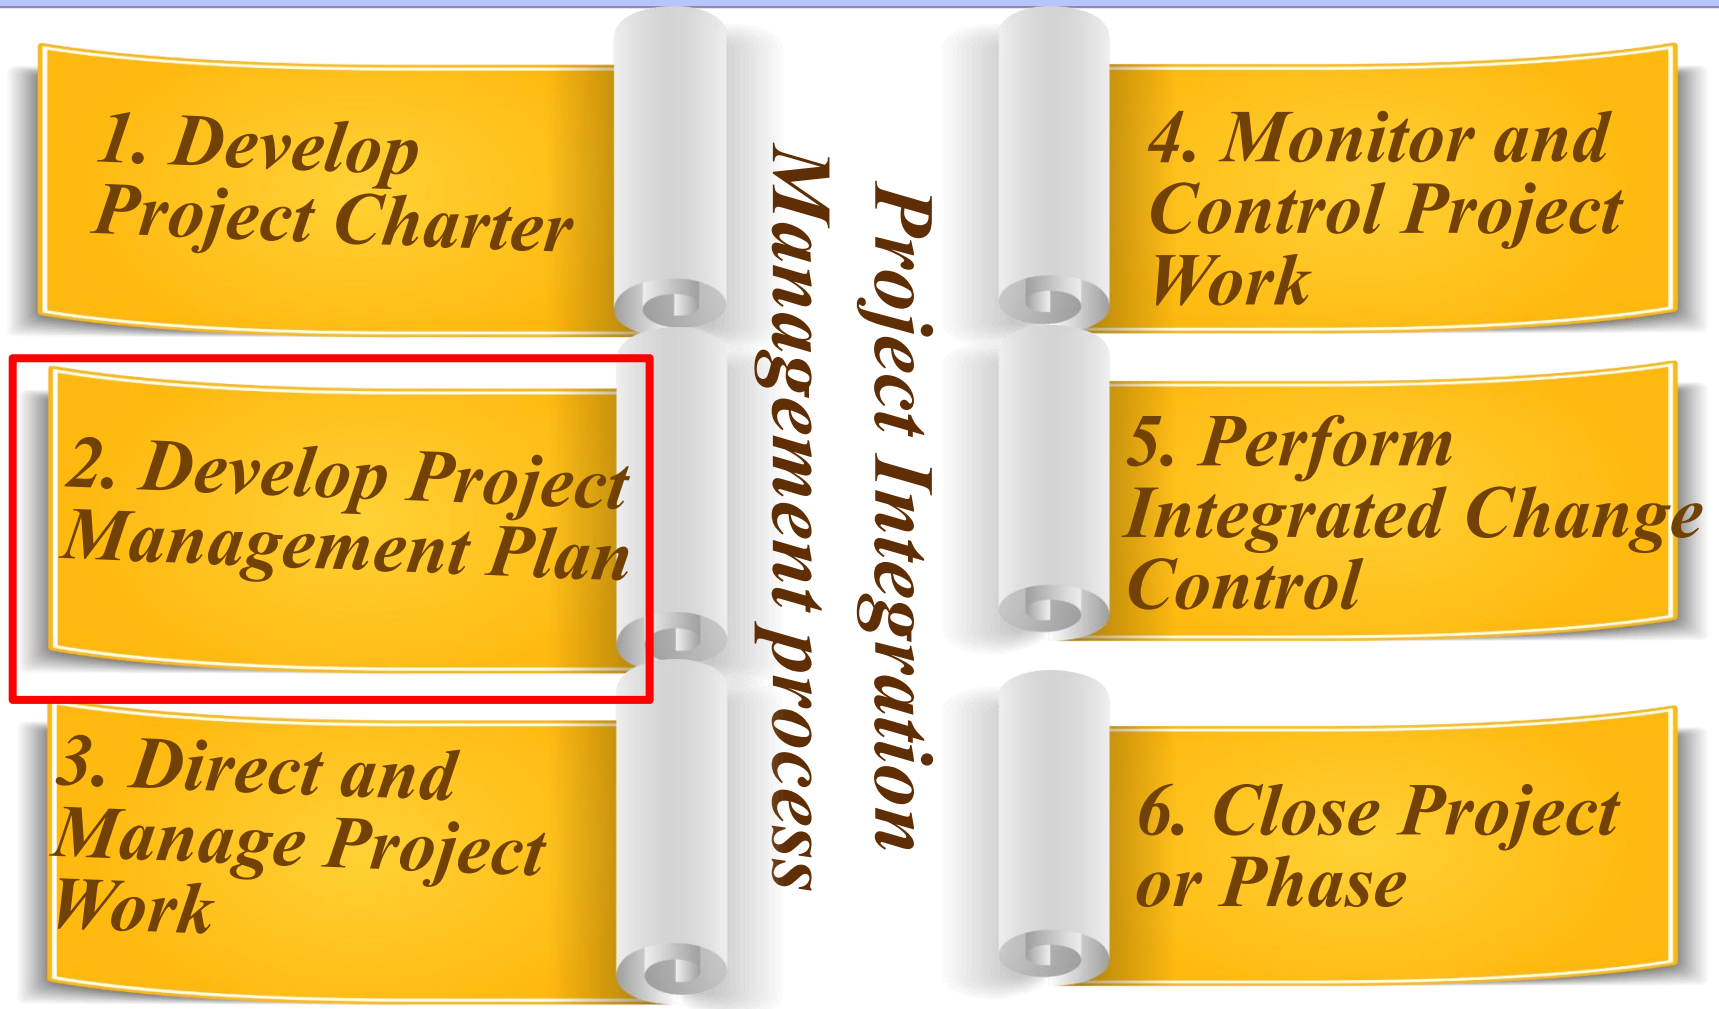 1. Develop
Project Charter
2. Develop Project
Management Plan
3. Direct and
Manage Project
Work
Project Integration
Management process
4. Monitor and
Control Project
Work
5. Perform
Integrated Change
Control
6. Close Project
or Phase